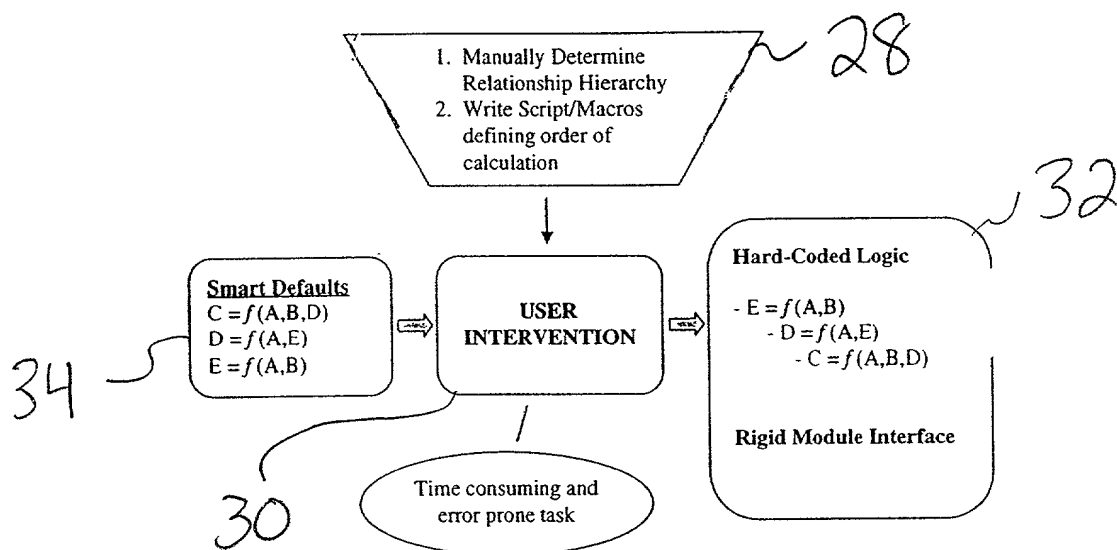 1. Manually Determine
Relationship Hierarchy
2. Write Script/Macros
defining order of
calculation
28
Smart Defaults
C = f(A,B,D)
D = f(A,E)
E = f(A,B)
34
USER
INTERVENTION
30
Hard-Coded Logic
- E = f(A,B)
- D = f(A,E)
- C = f(A,B,D)
Rigid Module Interface
32
Time consuming and
error prone task